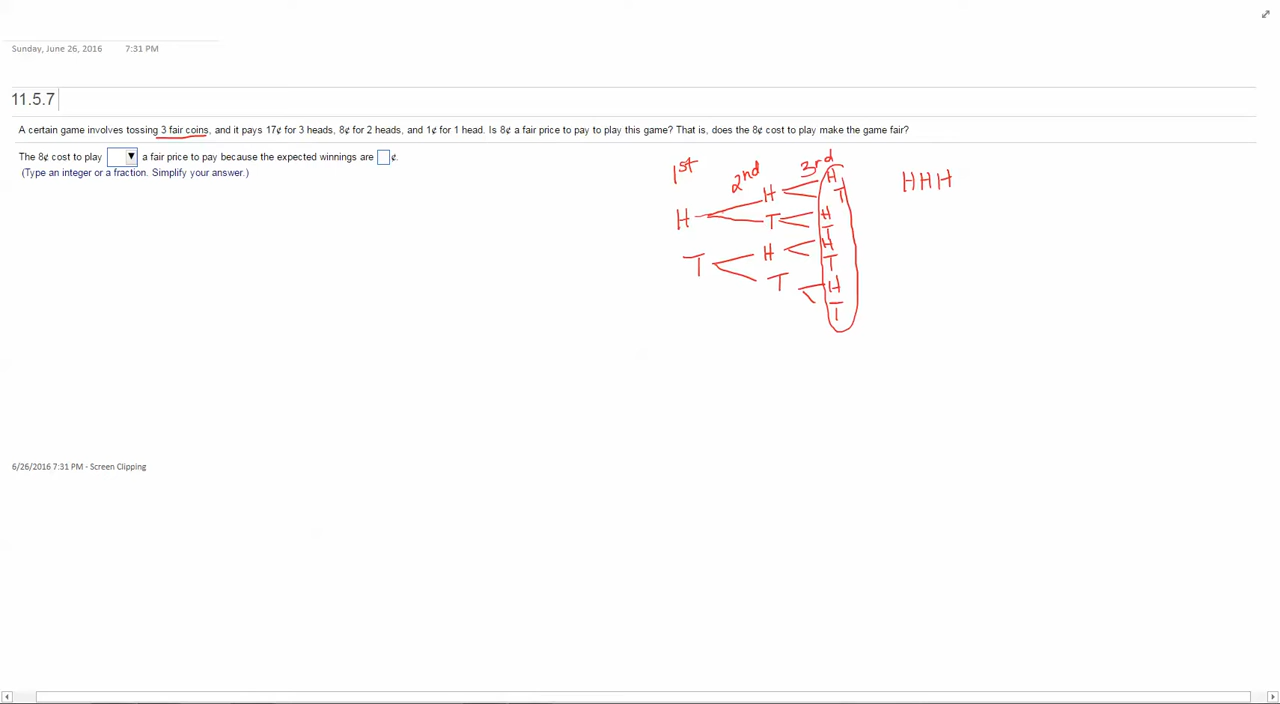 Sunday, June 26, 2016 7:31 PM
11.5.7
A certain game involves tossing 3 fair coins, and it pays 17¢ for 3 heads, 8¢ for 2 heads, and 1¢ for 1 head. Is 8¢ a fair price to pay to play this game? That is, does the 8¢ cost to play make the game fair?
The 8¢ cost to play a fair price to pay because the expected winnings are ¢.
(Type an integer or a fraction. Simplify your answer.)
1st 2nd 3rd
H HHH
H T
H T H
T
T H H
T
T H
T
6/26/2016 7:31 PM - Screen Clipping